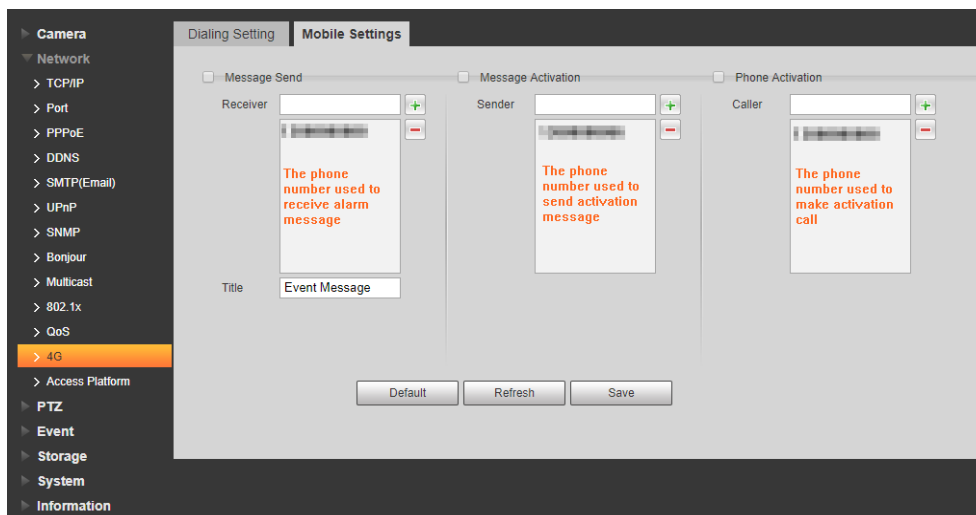 Camera
Network
TCP/IP
Port
PPPoE
DDNS
SMTP(Email)
UPnP
SNMP
Bonjour
Multicast
802.1x
QoS
4G
Access Platform
PTZ
Event
Storage
System
Information
Dialing Setting Mobile Settings
Message Send
Receiver
The phone
number used to
receive alarm
message
Title Event Message
Message Activation
Sender
The phone
number used to
send activation
message
Phone Activation
Caller
The phone
number used to
make activation
call
Default Refresh Save